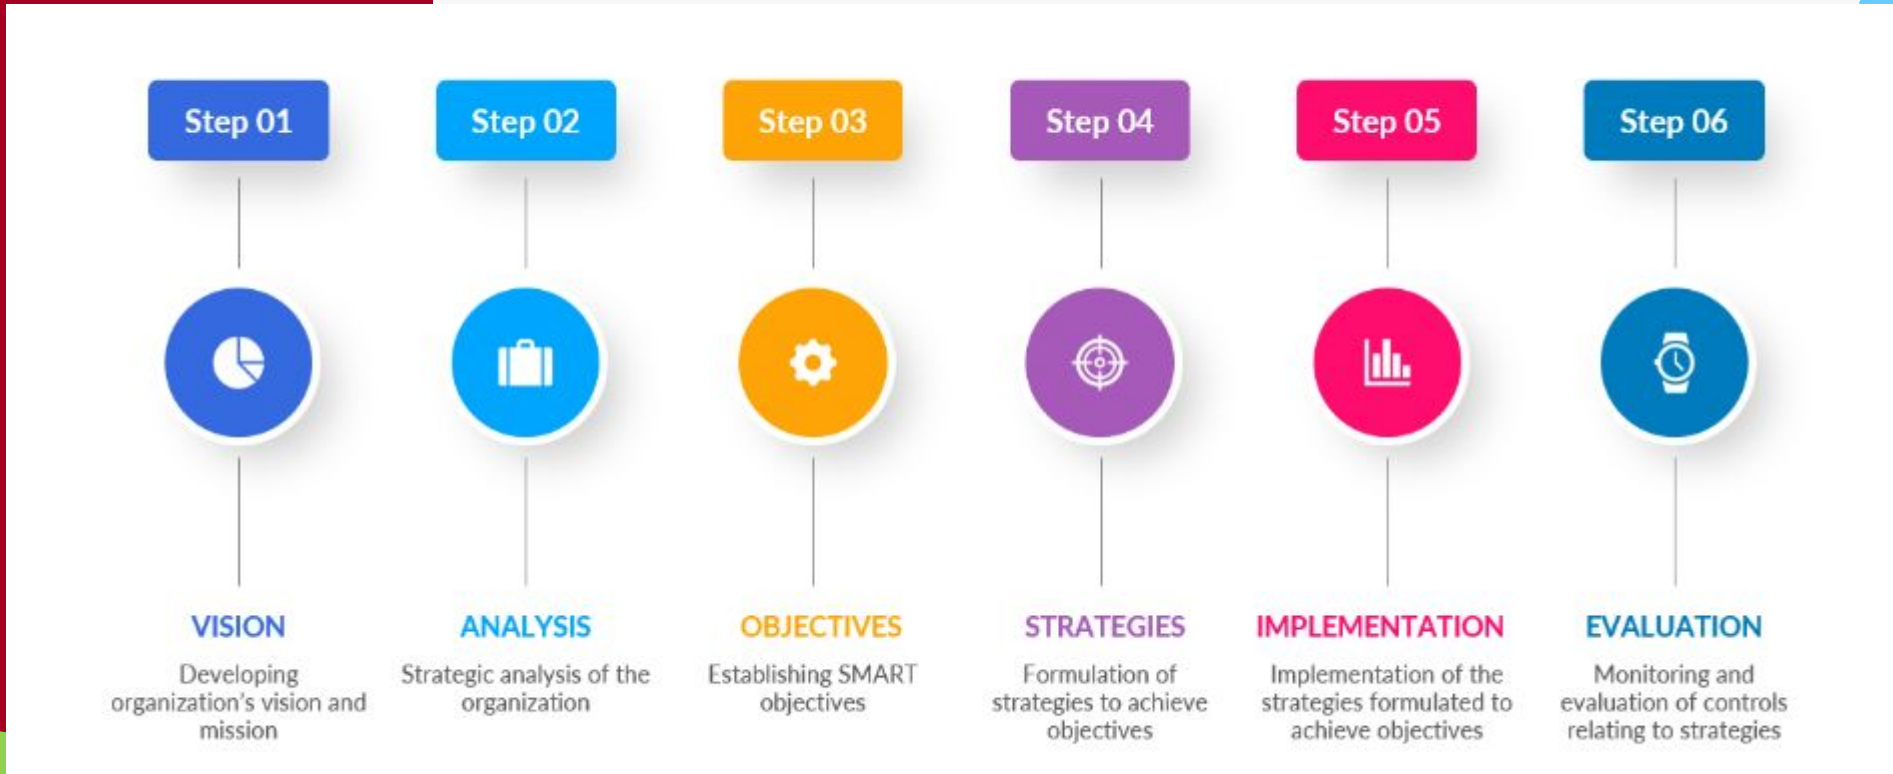 Step 01
Step 02
Step 03
Step 04
Step 05
Step 06
VISION
Developing
organization's vision and
mission
ANALYSIS
Strategic analysis of the
organization
OBJECTIVES
Establishing SMART
objectives
STRATEGIES
Formulation of
strategies to achieve
objectives
IMPLEMENTATION
Implementation of the
strategies formulated to
achieve objectives
EVALUATION
Monitoring and
evaluation of controls
relating to strategies